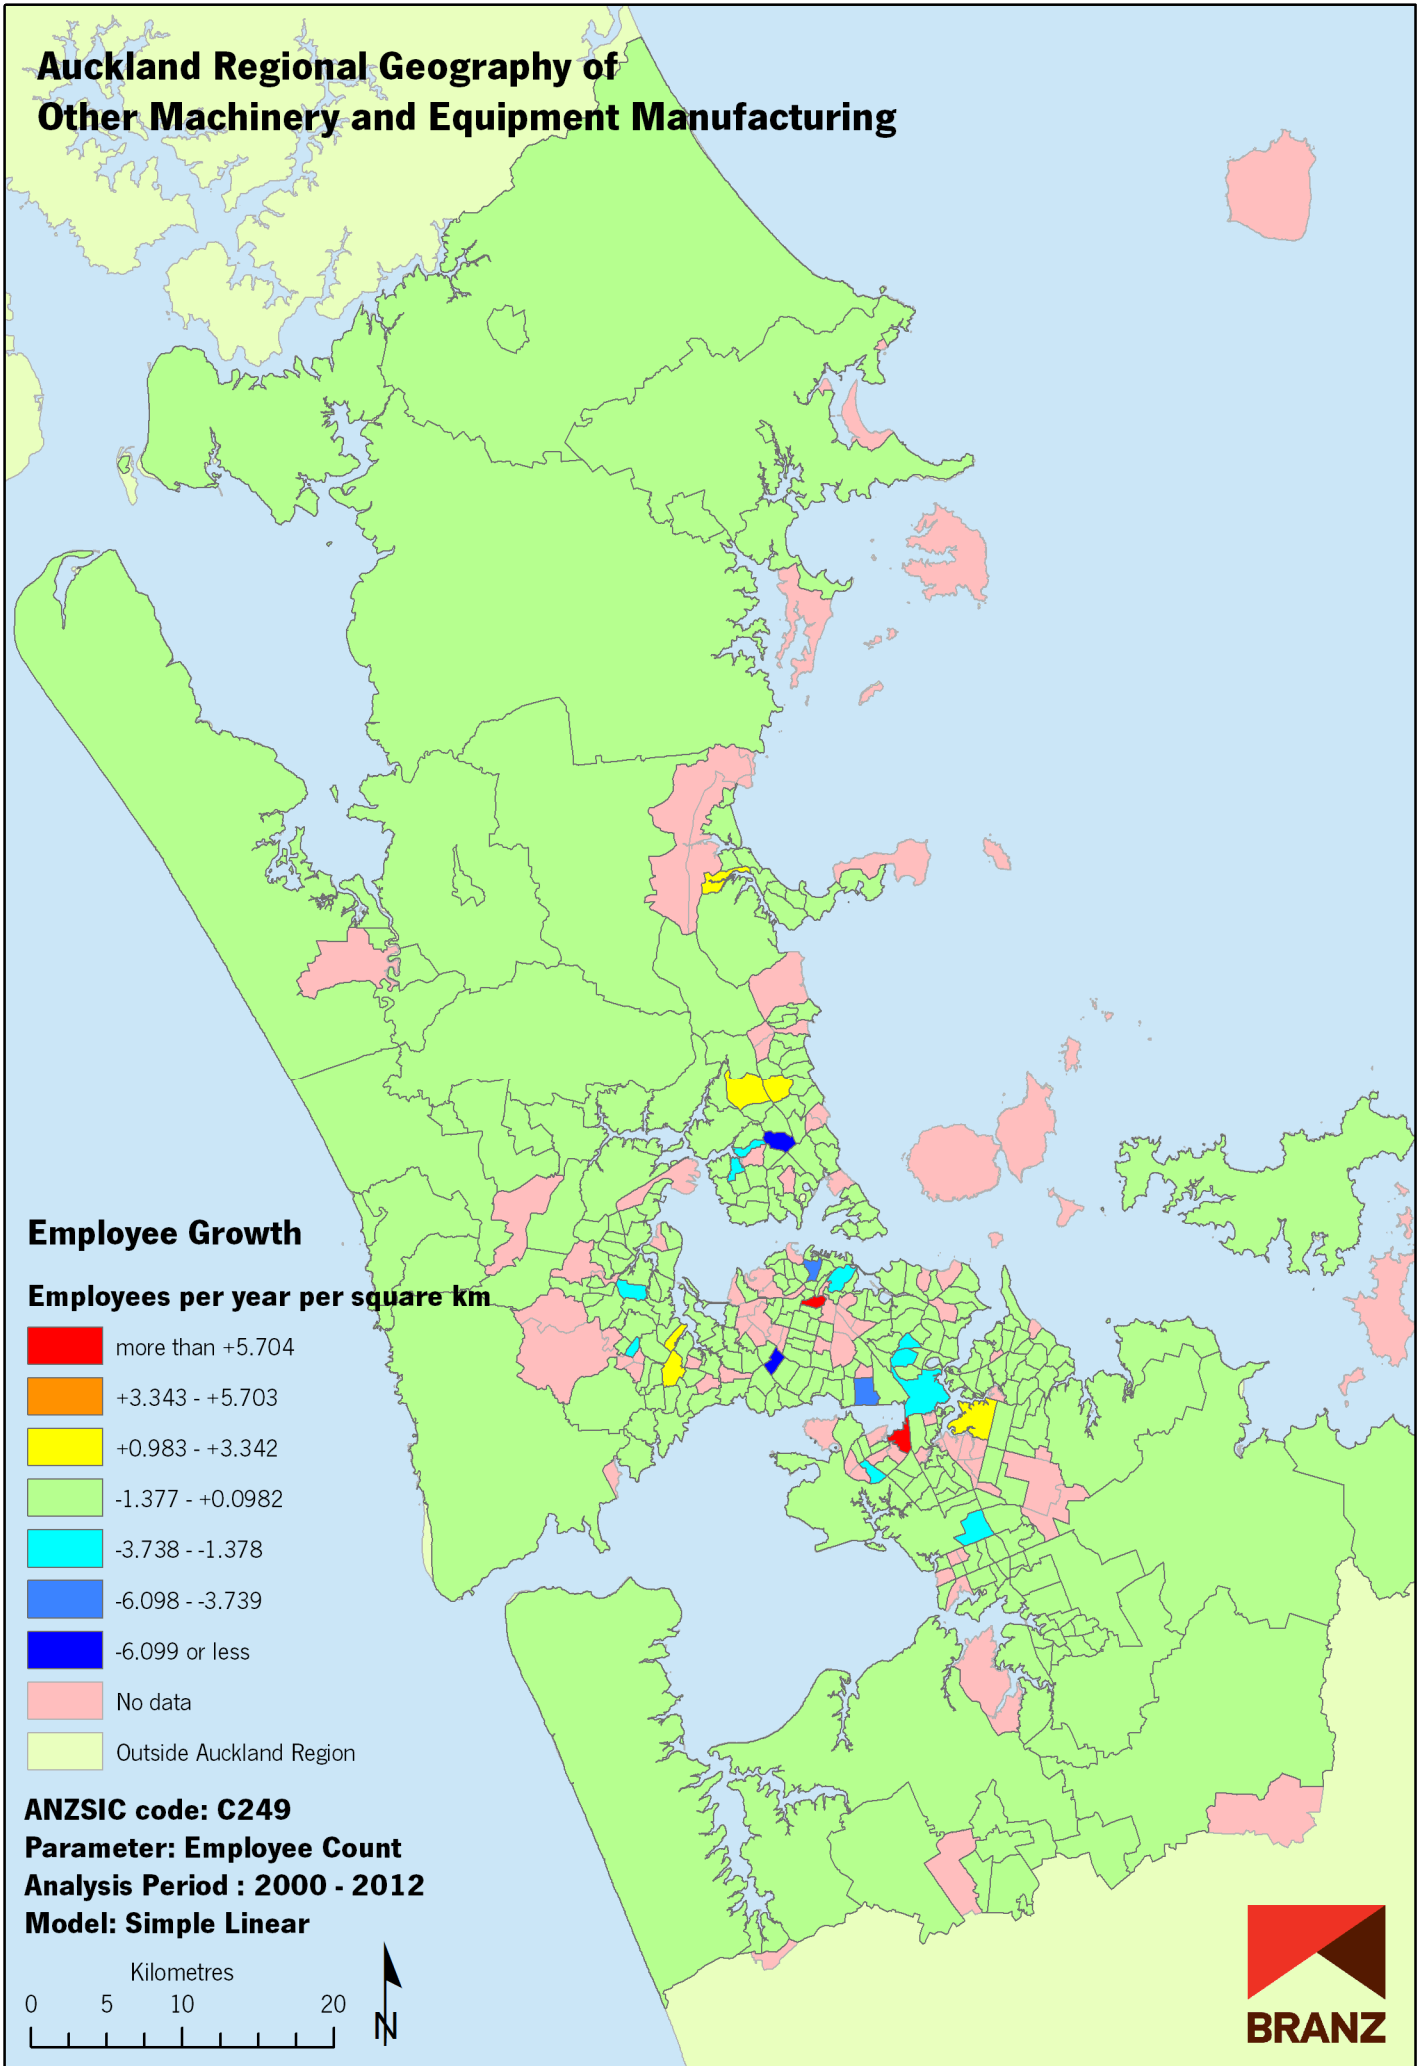 Auckland Regional Geography of
Other Machinery and Equipment Manufacturing
Employee Growth
Employees per year per square km
more than +5.704
+3.343 - +5.703
+0.983 - +3.342
-1.377 - +0.0982
-3.738 - -1.378
-6.098 - -3.739
-6.099 or less
No data
Outside Auckland Region
ANZSIC code: C249
Parameter: Employee Count
Analysis Period : 2000 - 2012
Model: Simple Linear
Kilometres
0 5 10 20
N
BRANZ